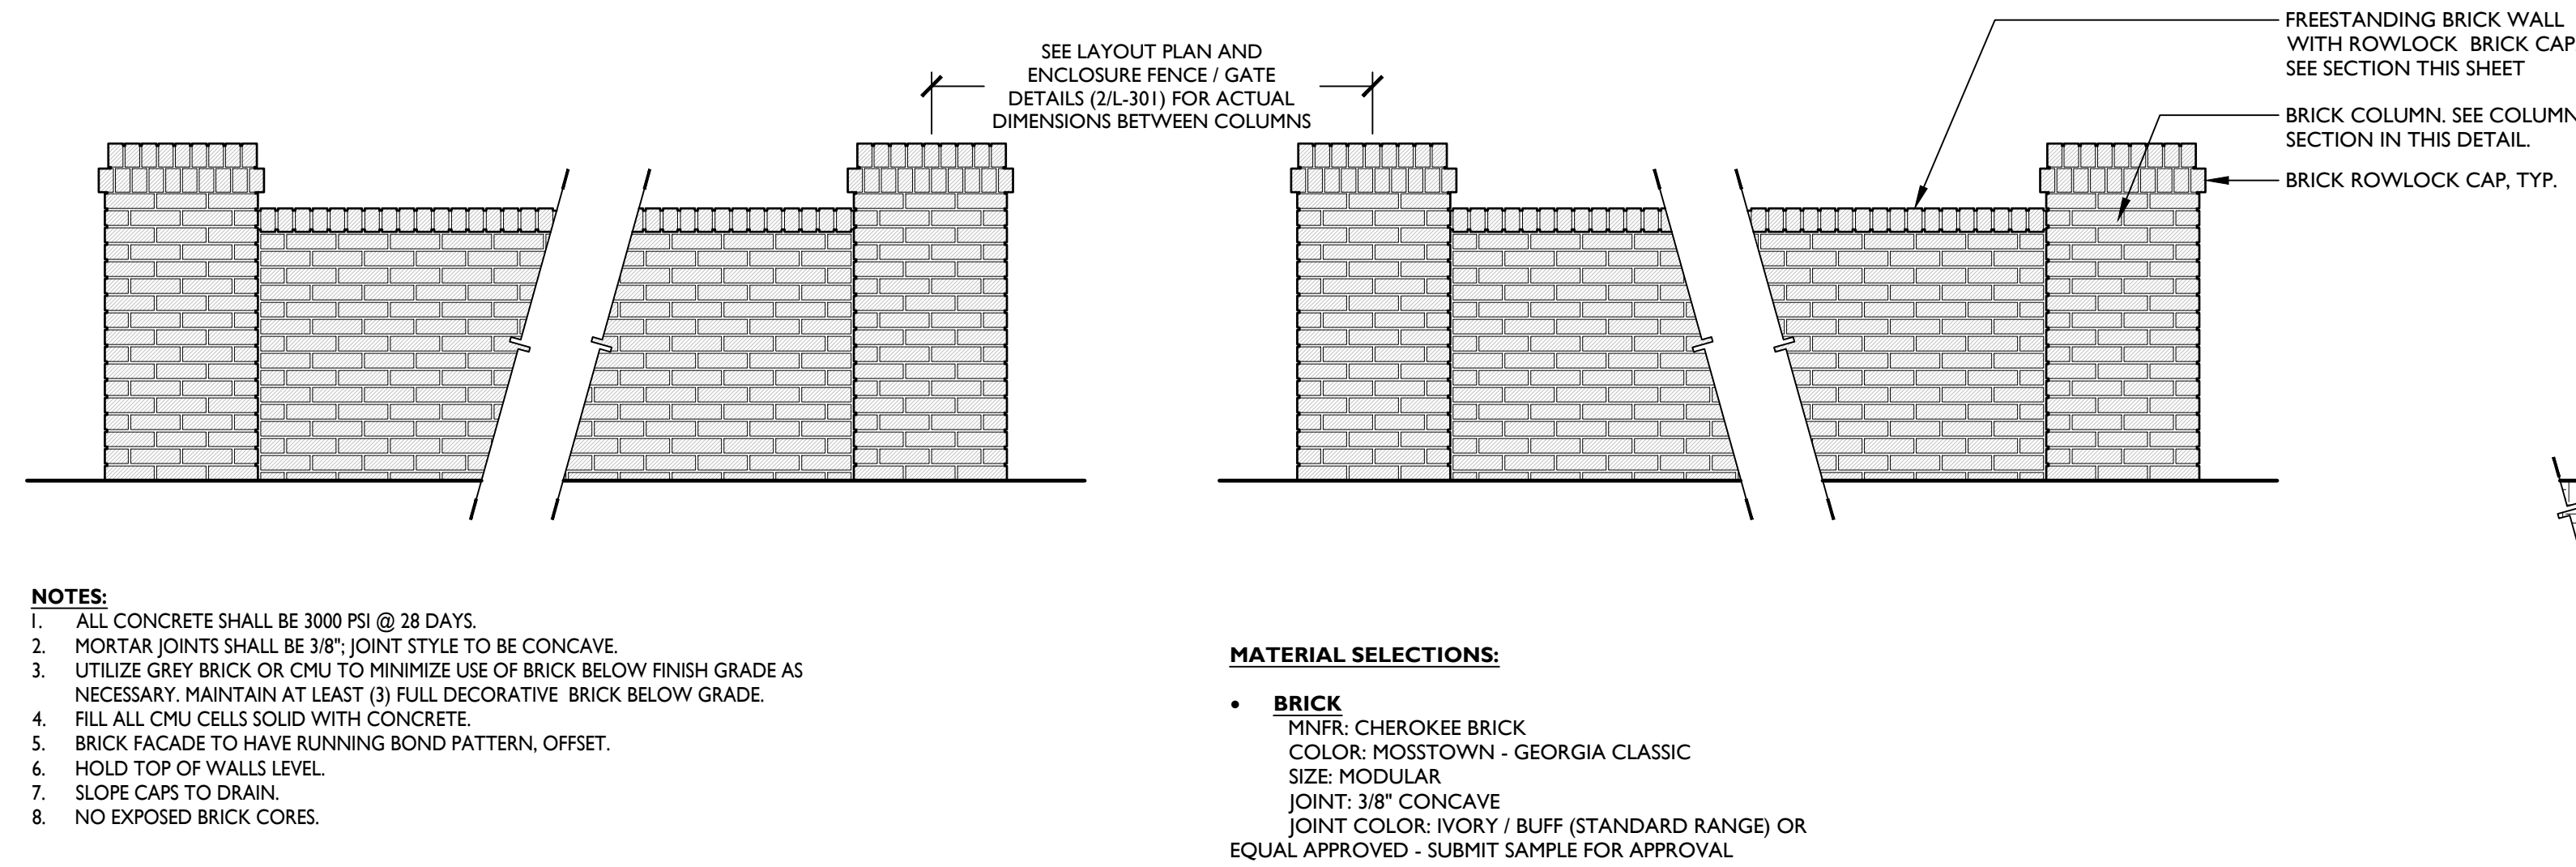 SEE LAYOUT PLAN AND
ENCLOSURE FENCE / GATE
DETAILS (2/L-301) FOR ACTUAL
DIMENSIONS BETWEEN COLUMNS
FREESTANDING BRICK WALL
WITH ROWLOCK BRICK CAP
SEE SECTION THIS SHEET
BRICK COLUMN. SEE COLUMN
SECTION IN THIS DETAIL.
BRICK ROWLOCK CAP, TYP.
NOTES:
1. ALL CONCRETE SHALL BE 3000 PSI @ 28 DAYS.
2. MORTAR JOINTS SHALL BE 3/8"; JOINT STYLE TO BE CONCAVE.
3. UTILIZE GREY BRICK OR CMU TO MINIMIZE USE OF BRICK BELOW FINISH GRADE AS
NECESSARY. MAINTAIN AT LEAST (3) FULL DECORATIVE BRICK BELOW GRADE.
4. FILL ALL CMU CELLS SOLID WITH CONCRETE.
5. BRICK FACADE TO HAVE RUNNING BOND PATTERN, OFFSET.
6. HOLD TOP OF WALLS LEVEL.
7. SLOPE CAPS TO DRAIN.
8. NO EXPOSED BRICK CORES.
MATERIAL SELECTIONS:
• BRICK
MNFR: CHEROKEE BRICK
COLOR: MOSSTOWN - GEORGIA CLASSIC
SIZE: MODULAR
JOINT: 3/8" CONCAVE
JOINT COLOR: IVORY / BUFF (STANDARD RANGE) OR
EQUAL APPROVED - SUBMIT SAMPLE FOR APPROVAL